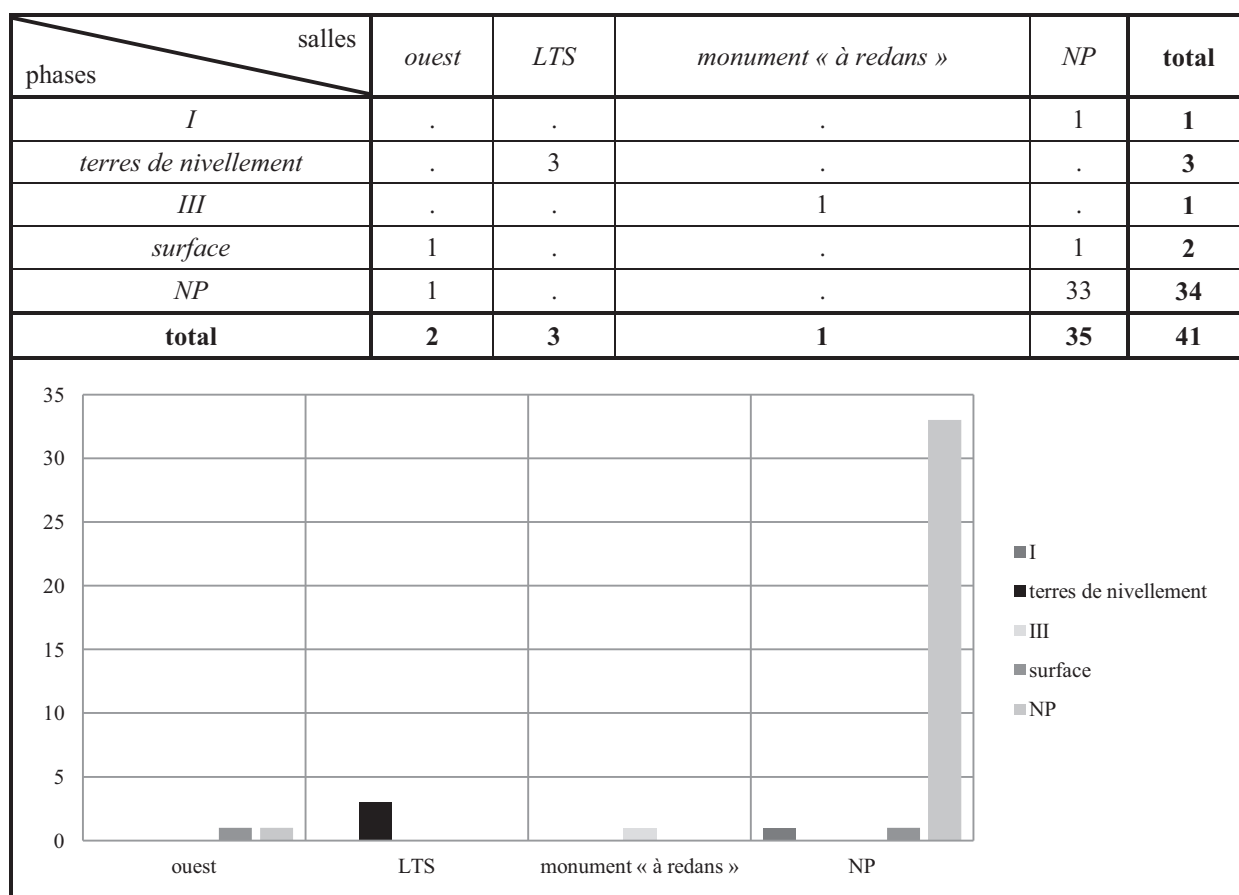 salles
phases ouest LTS monument « à redans » NP total
I . . . 1 1
terres de nivellement . 3 . . 3
III . . 1 . 1
surface 1 . . 1 2
NP 1 . . 33 34
total 2 3 1 35 41
35
30
25
20
15
10
5
0
ouest LTS monument « à redans » NP
I
terres de nivellement
III
surface
NP